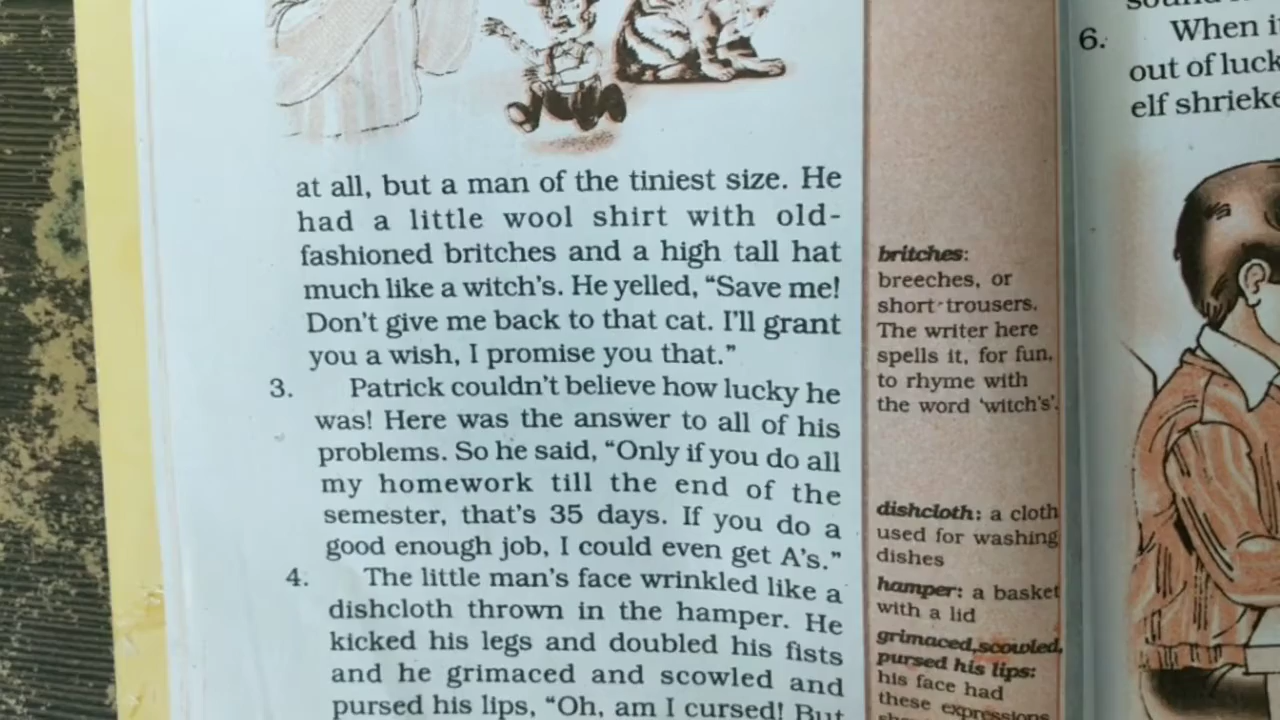 at all, but a man of the tiniest size. He
had a little wool shirt with old-
fashioned britches and a high tall hat
much like a witch's. He yelled, “Save me!
Don't give me back to that cat. I'll grant
you a wish, I promise you that.”
3. Patrick couldn't believe how lucky he
was! Here was the answer to all of his
problems. So he said, “Only if you do all
my homework till the end of the
semester, that's 35 days. If you do a
good enough job, I could even get A's.”
4. The little man's face wrinkled like a
dishcloth thrown in the hamper. He
kicked his legs and doubled his fists
and he grimaced and scowled and
pursed his lips, “Oh, am I cursed! But
britches:
breeches, or
short trousers.
The writer here
spells it, for fun,
to rhyme with
the word ‘witch's’.
dishcloth: a cloth
used for washing
dishes
hamper: a basket
with a lid
grimaced, scowled,
pursed his lips:
his face had
these expressions
6. When i
out of luck
elf shrieke